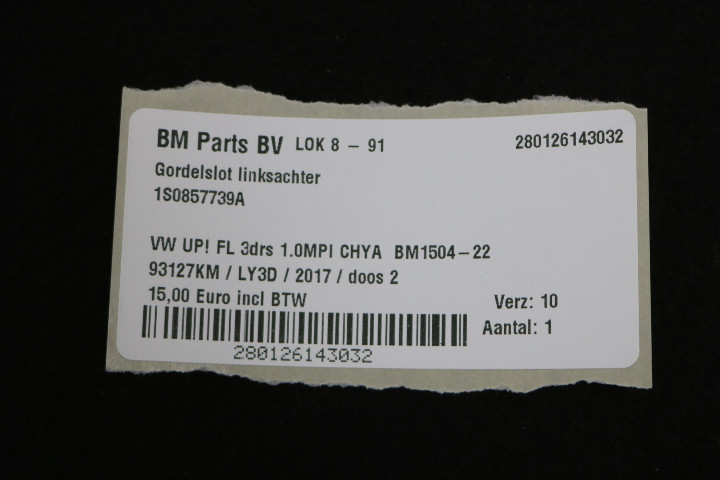 BM Parts BV LOK 8 - 91 280126143032
Gordelslot linksachter
1S0857739A
VW UP! FL 3drs 1.0MPI CHYA BM1504-22
93127KM / LY3D / 2017 / doos 2
15,00 Euro incl BTW Verz: 10
Aantal: 1
280126143032